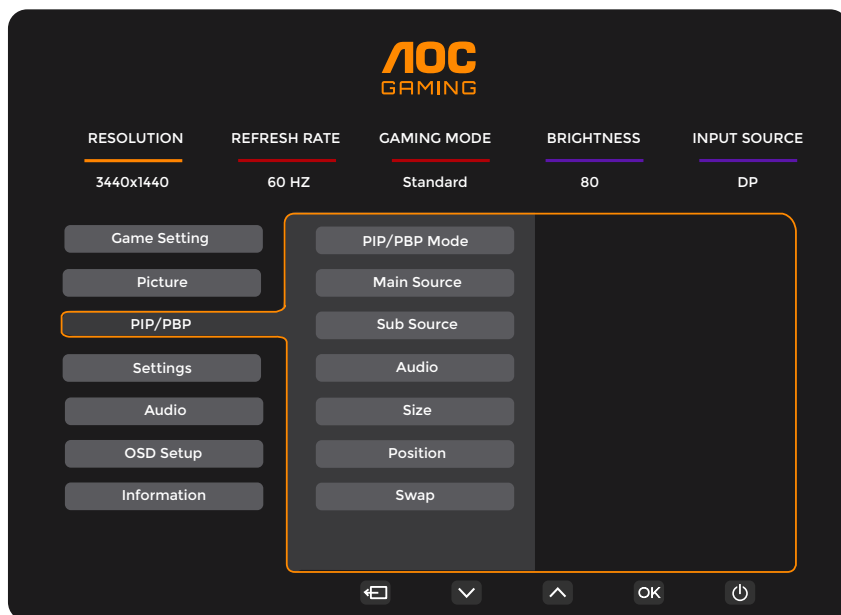 AOC
GAMING
RESOLUTION REFRESH RATE GAMING MODE BRIGHTNESS INPUT SOURCE
3440x1440 60 HZ Standard 80 DP
Game Setting
Picture
PIP/PBP
Settings
Audio
OSD Setup
Information
PIP/PBP Mode
Main Source
Sub Source
Audio
Size
Position
Swap
OK